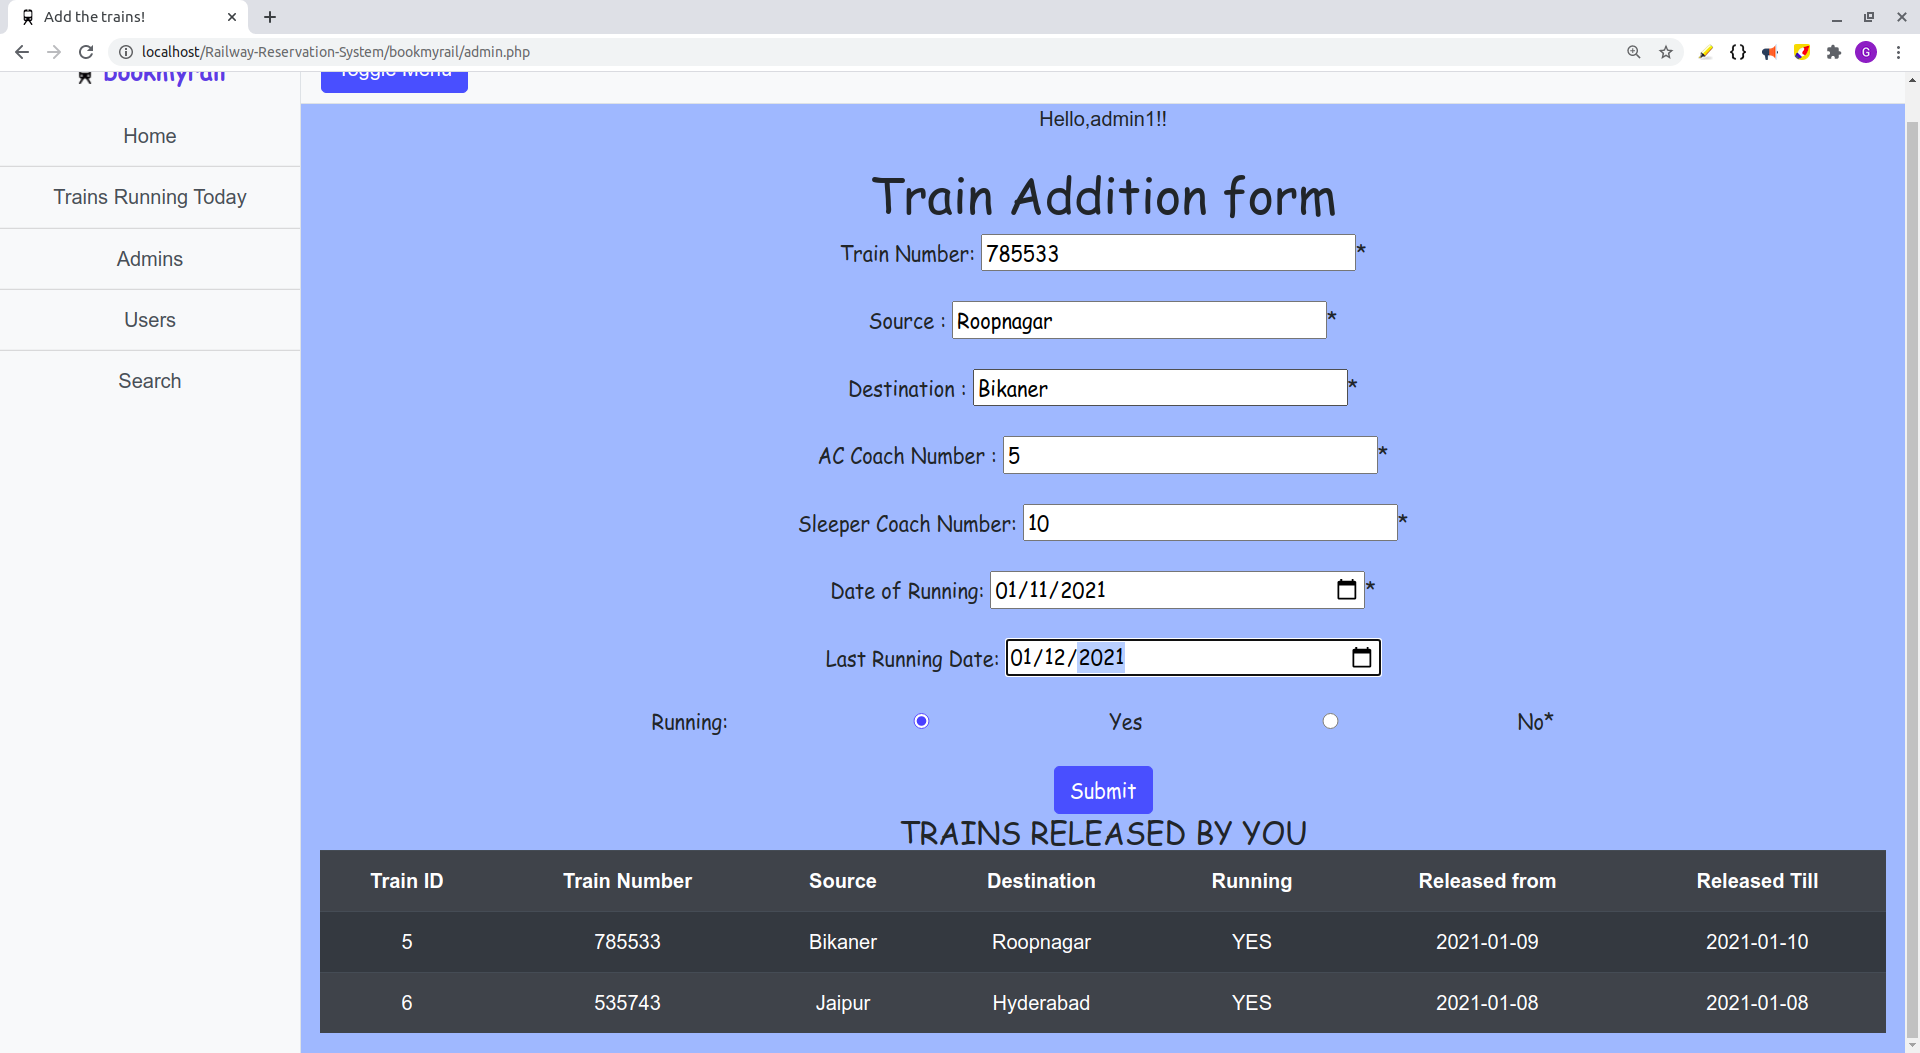 Add the trains!
localhost/Railway-Reservation-System/bookmyrail/admin.php
G
bookmyrail
Toggle Menu
Home
Trains Running Today
Admins
Users
Search
Hello,admin1!!
Train Addition form
Train Number: 785533*
Source : Roopnagar*
Destination : Bikaner*
AC Coach Number : 5*
Sleeper Coach Number: 10*
Date of Running: 01/11/2021*
Last Running Date: 01/12/2021
Running: Yes No*
Submit
TRAINS RELEASED BY YOU
Train ID Train Number Source Destination Running Released from Released Till
5 785533 Bikaner Roopnagar YES 2021-01-09 2021-01-10
6 535743 Jaipur Hyderabad YES 2021-01-08 2021-01-08